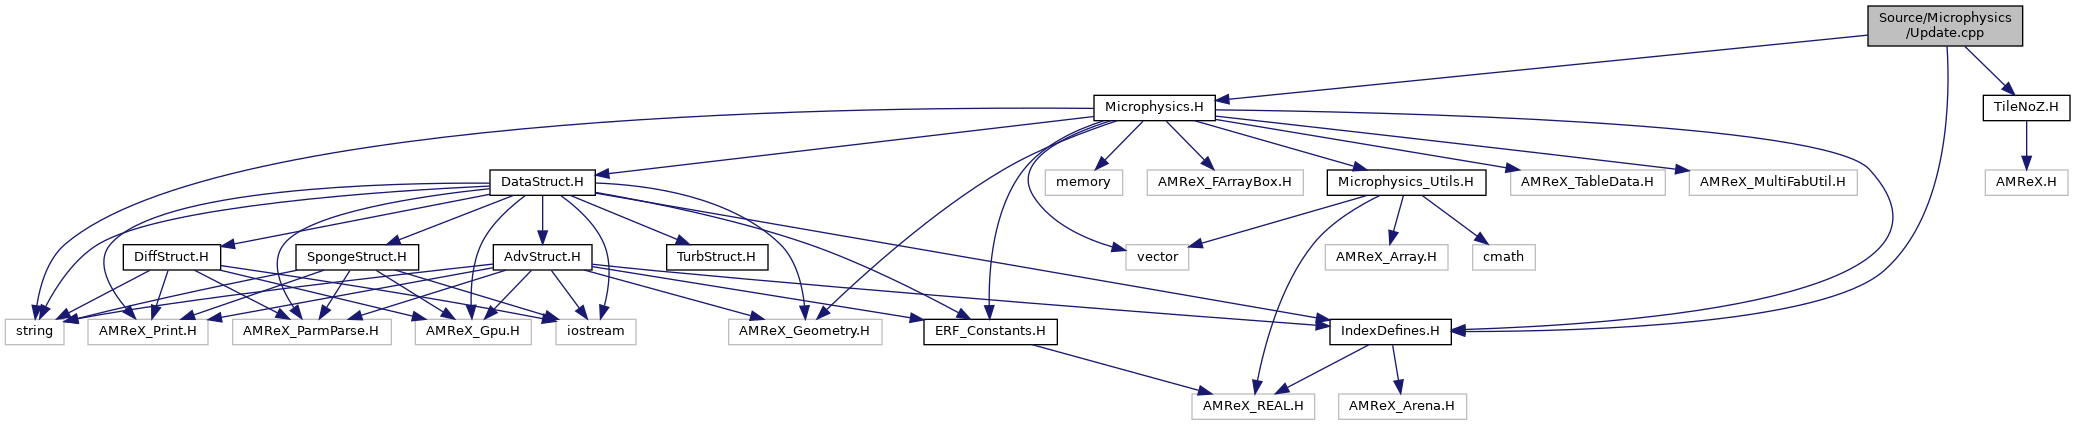 Source/Microphysics
/Update.cpp
Microphysics.H
TileNoZ.H
DataStruct.H
memory
AMReX_FArrayBox.H
Microphysics_Utils.H
AMReX_TableData.H
AMReX_MultiFabUtil.H
AMReX.H
DiffStruct.H
SpongeStruct.H
AdvStruct.H
TurbStruct.H
vector
AMReX_Array.H
cmath
string
AMReX_Print.H
AMReX_ParmParse.H
AMReX_Gpu.H
iostream
AMReX_Geometry.H
ERF_Constants.H
IndexDefines.H
AMReX_REAL.H
AMReX_Arena.H